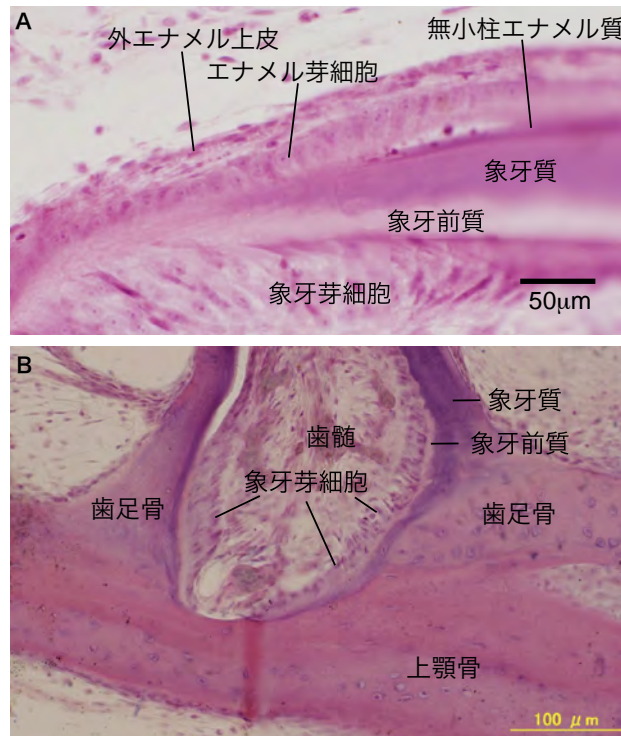 A
外エナメル上皮
無小柱エナメル質
エナメル芽細胞
象牙質
象牙前質
象牙芽細胞
50μm
B
象牙質
歯髄
象牙前質
象牙芽細胞
歯足骨
歯足骨
上顎骨
100 μm